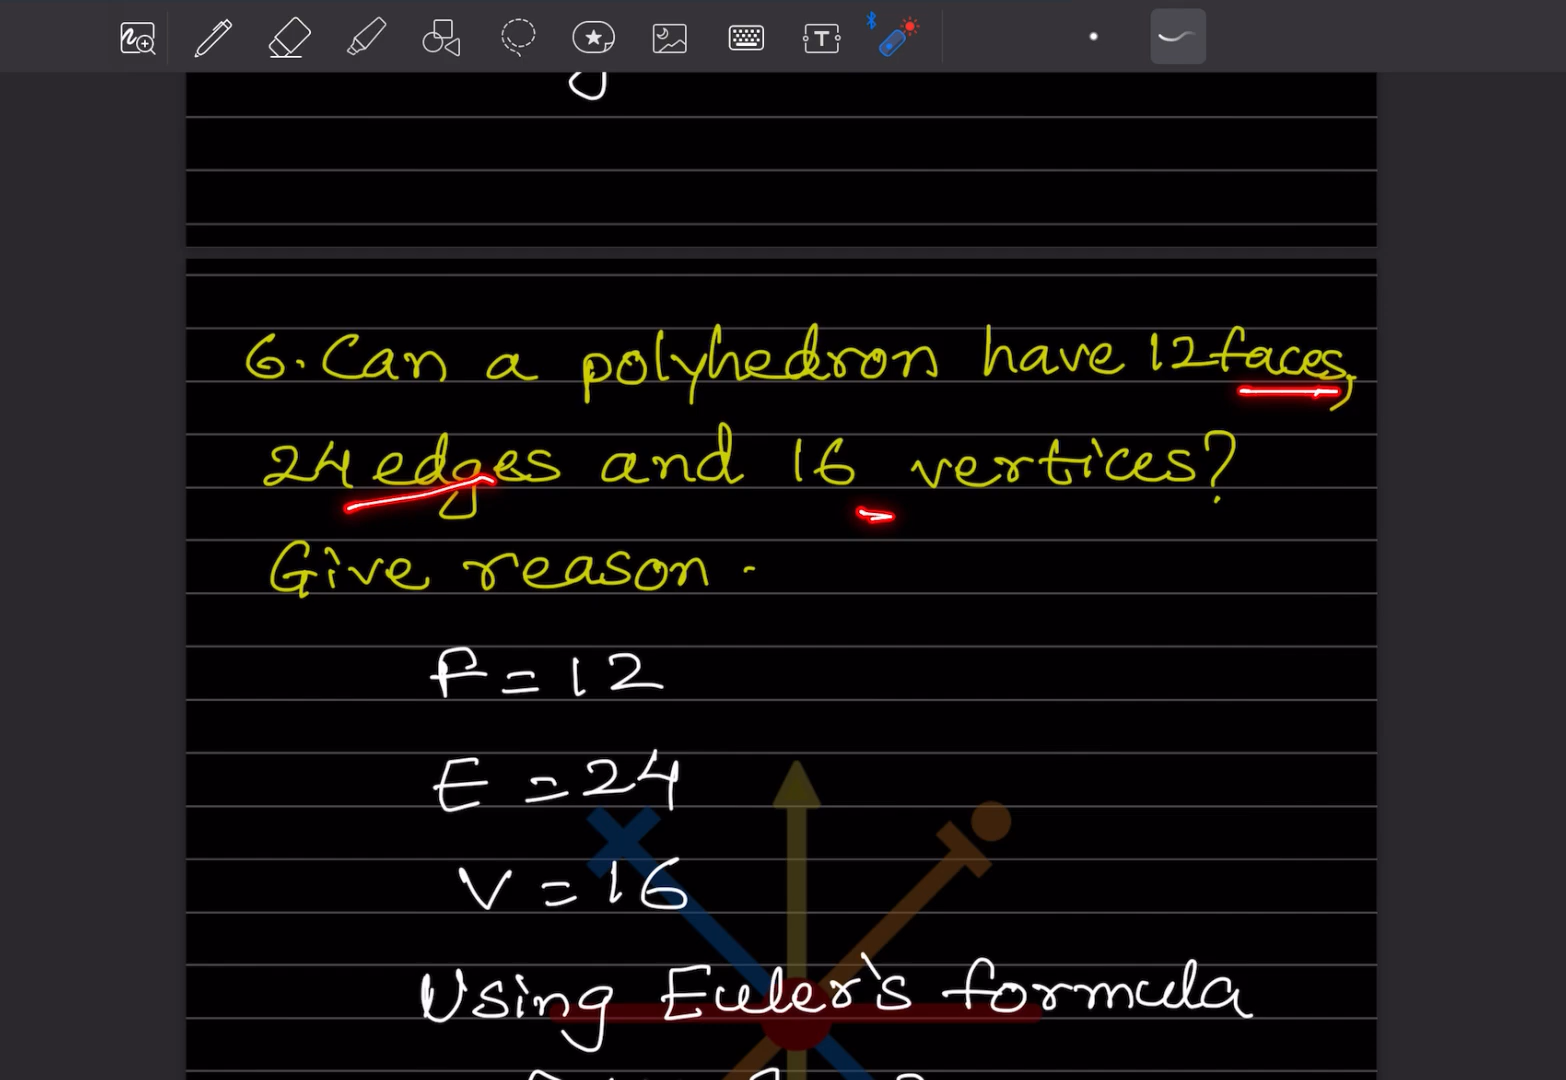 6. Can a polyhedron have 12 faces,
24 edges and 16 vertices?
Give reason.
F = 12
E = 24
V = 16
Using Euler's formula